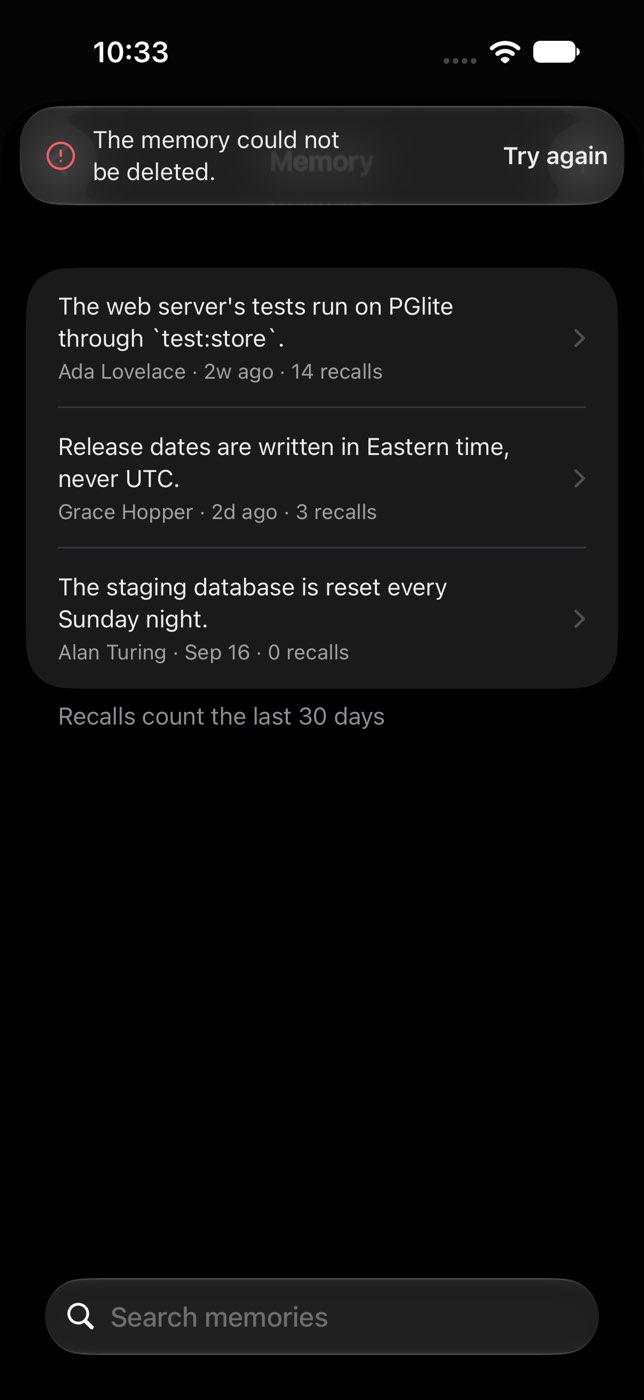 10:33
The memory could not
be deleted.
Try again
Memory
The web server's tests run on PGlite
through `test:store`.
Ada Lovelace · 2w ago · 14 recalls
Release dates are written in Eastern time,
never UTC.
Grace Hopper · 2d ago · 3 recalls
The staging database is reset every
Sunday night.
Alan Turing · Sep 16 · 0 recalls
Recalls count the last 30 days
Search memories